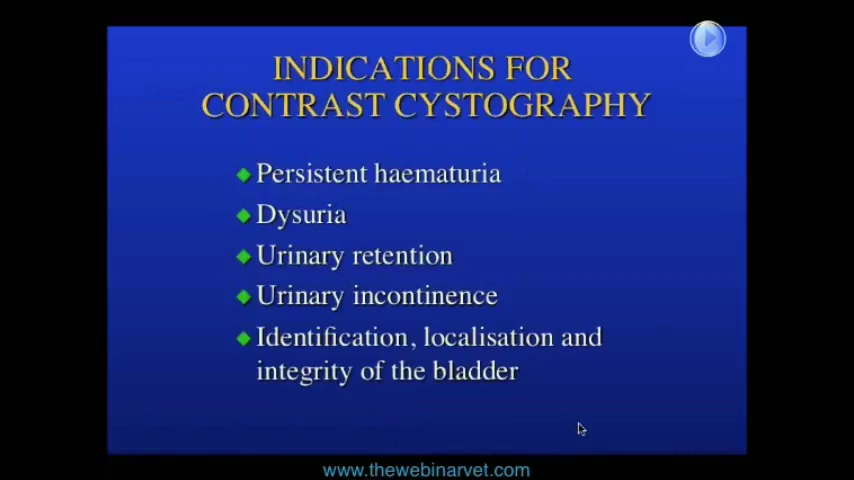 INDICATIONS FOR
CONTRAST CYSTOGRAPHY
Persistent haematuria
Dysuria
Urinary retention
Urinary incontinence
Identification, localisation and
integrity of the bladder
www.thewebinarvet.com